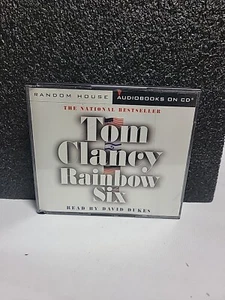 RANDOM HOUSE AUDIOBOOKS ON CD
THE NATIONAL BESTSELLER
Tom
Clancy
Rainbow
Six
READ BY DAVID DUKES